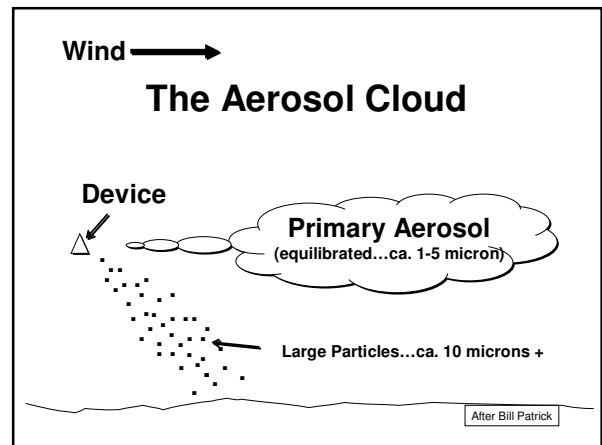 Wind
The Aerosol Cloud
Device
Primary Aerosol
(equilibrated...ca. 1-5 micron)
Large Particles...ca. 10 microns +
After Bill Patrick